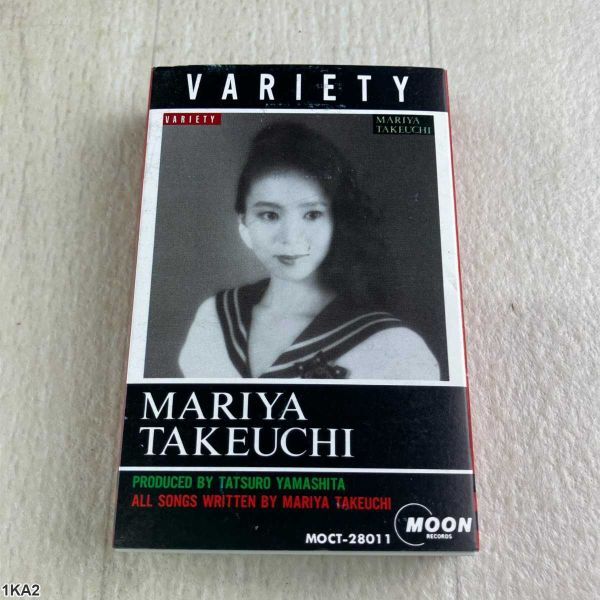 VARIETY
VARIETY
MARIYA
TAKEUCHI
MARIYA
TAKEUCHI
PRODUCED BY TATSURO YAMASHITA
ALL SONGS WRITTEN BY MARIYA TAKEUCHI
MOCT-28011
MOON
RECORDS
1KA2